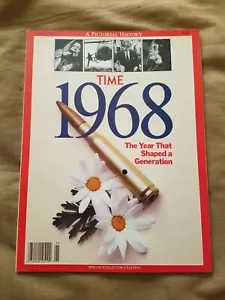 A PICTORIAL HISTORY
TIME
1968
The Year That
Shaped a
Generation
SPECIAL COLLECTOR'S EDITION